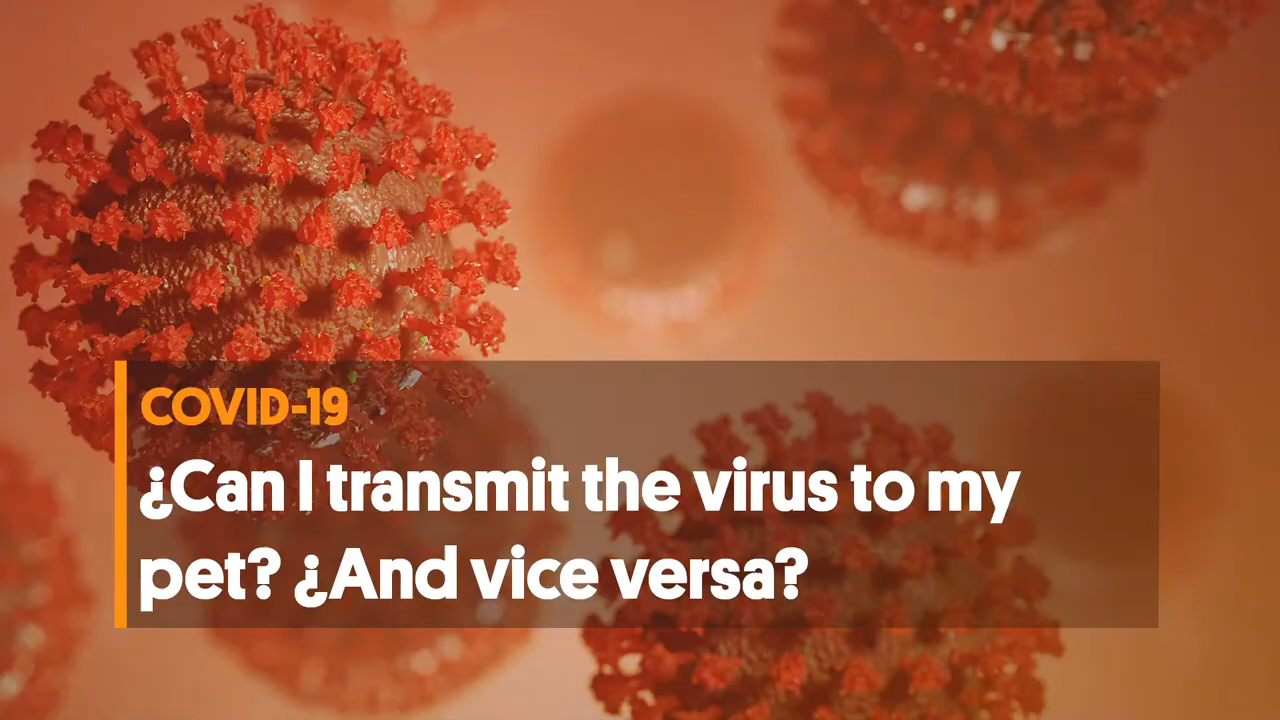 COVID-19
¿Can I transmit the virus to my
pet? ¿And vice versa?